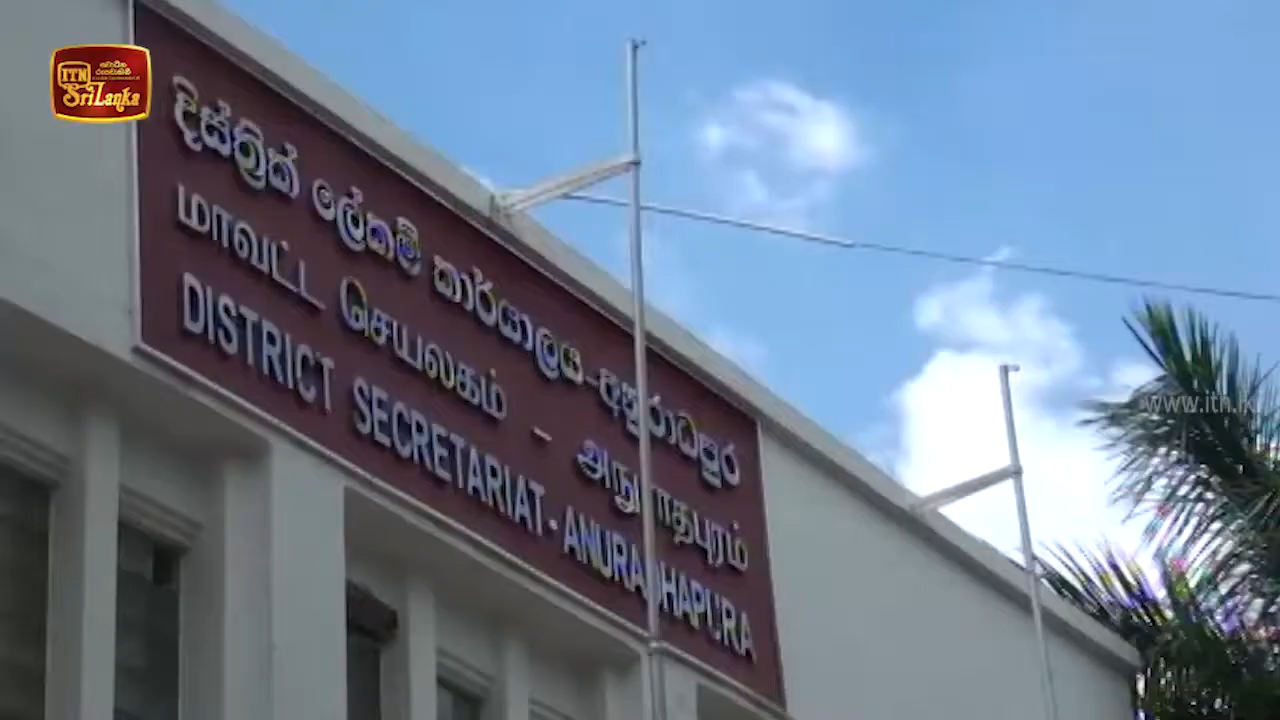 ITN
SriLanka
දිස්ත්‍රික් ලේකම් කාර්යාලය-අනුරාධපුර
மாவட்ட செயலகம் - அநுராதபுரம்
DISTRICT SECRETARIAT - ANURADHAPURA
www.itn.lk